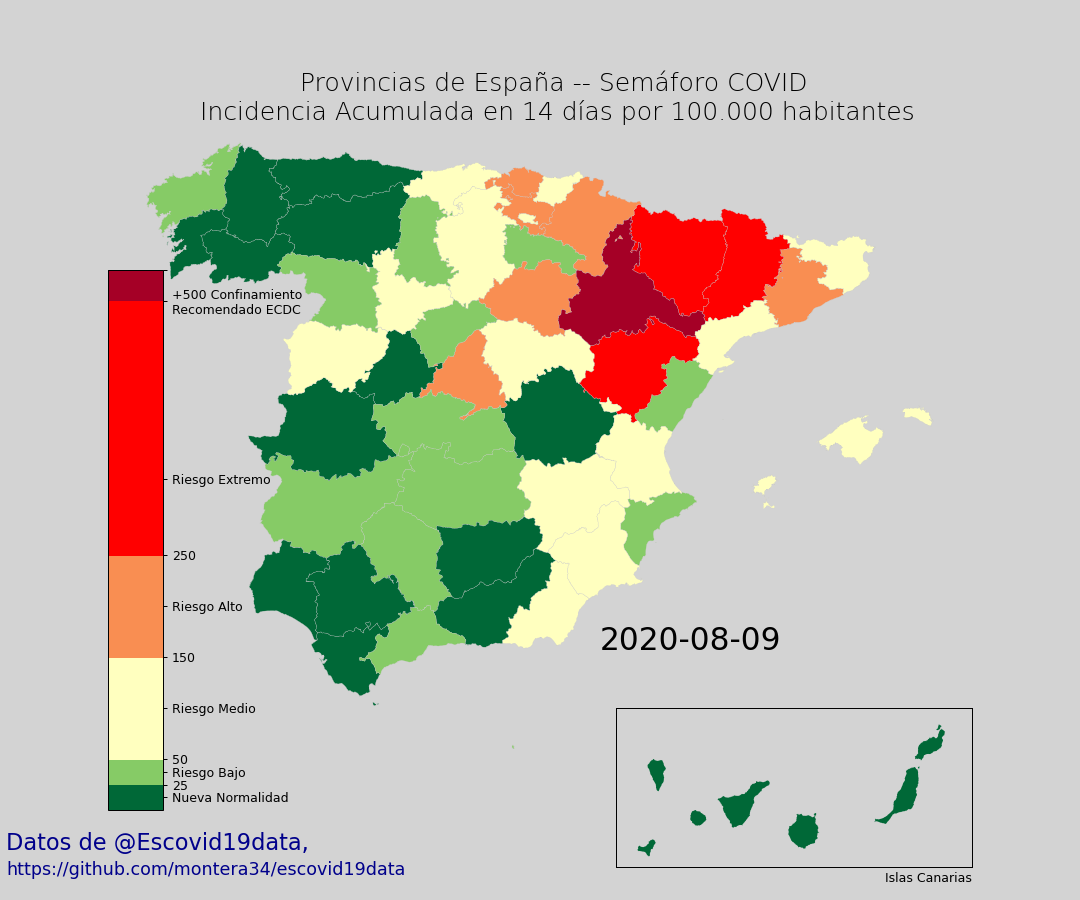 Provincias de España -- Semáforo COVID
Incidencia Acumulada en 14 días por 100.000 habitantes
+500 Confinamiento
Recomendado ECDC
Riesgo Extremo
250
Riesgo Alto
150
Riesgo Medio
50
Riesgo Bajo
25
Nueva Normalidad
2020-08-09
Islas Canarias
Datos de @Escovid19data,
https://github.com/montera34/escovid19data